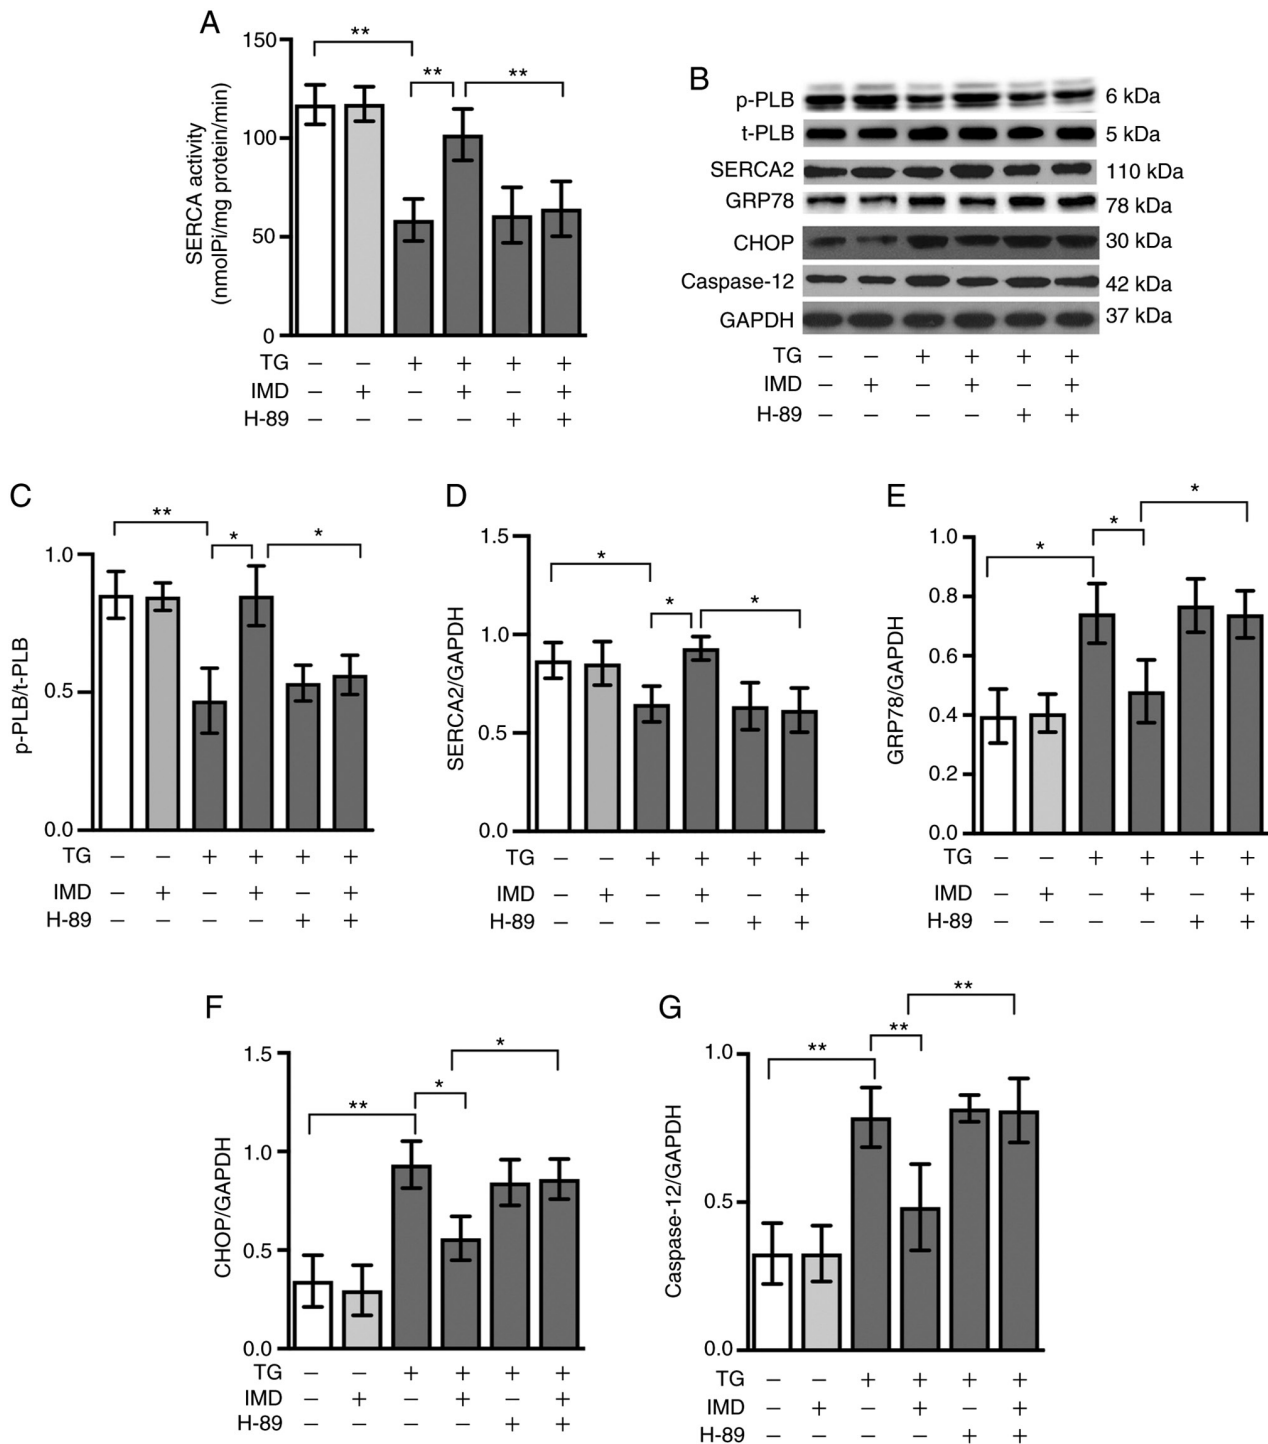 A
150
100
50
0
SERCA activity
(nmolPi/mg protein/min)
** ** **
TG – – + + + +
IMD – + – + – +
H-89 – – – – + +
B
p-PLB 6 kDa
t-PLB 5 kDa
SERCA2 110 kDa
GRP78 78 kDa
CHOP 30 kDa
Caspase-12 42 kDa
GAPDH 37 kDa
TG – – + + + +
IMD – + – + – +
H-89 – – – – + +
C
1.0
0.5
0.0
p-PLB/t-PLB
** * *
TG – – + + + +
IMD – + – + – +
H-89 – – – – + +
D
1.5
1.0
0.5
0.0
SERCA2/GAPDH
* * *
TG – – + + + +
IMD – + – + – +
H-89 – – – – + +
E
1.0
0.8
0.6
0.4
0.2
0.0
GRP78/GAPDH
* * *
TG – – + + + +
IMD – + – + – +
H-89 – – – – + +
F
1.5
1.0
0.5
0.0
CHOP/GAPDH
** * *
TG – – + + + +
IMD – + – + – +
H-89 – – – – + +
G
1.0
0.5
0.0
Caspase-12/GAPDH
** ** **
TG – – + + + +
IMD – + – + – +
H-89 – – – – + +